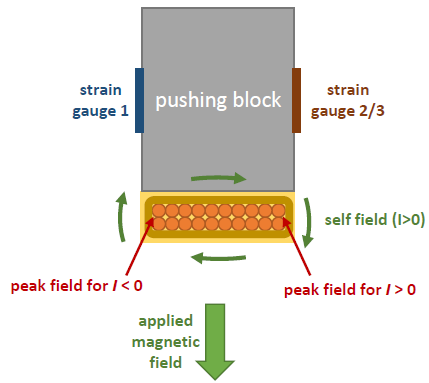 pushing block
strain
gauge 1
strain
gauge 2/3
self field (I>0)
peak field for I < 0
peak field for I > 0
applied
magnetic
field